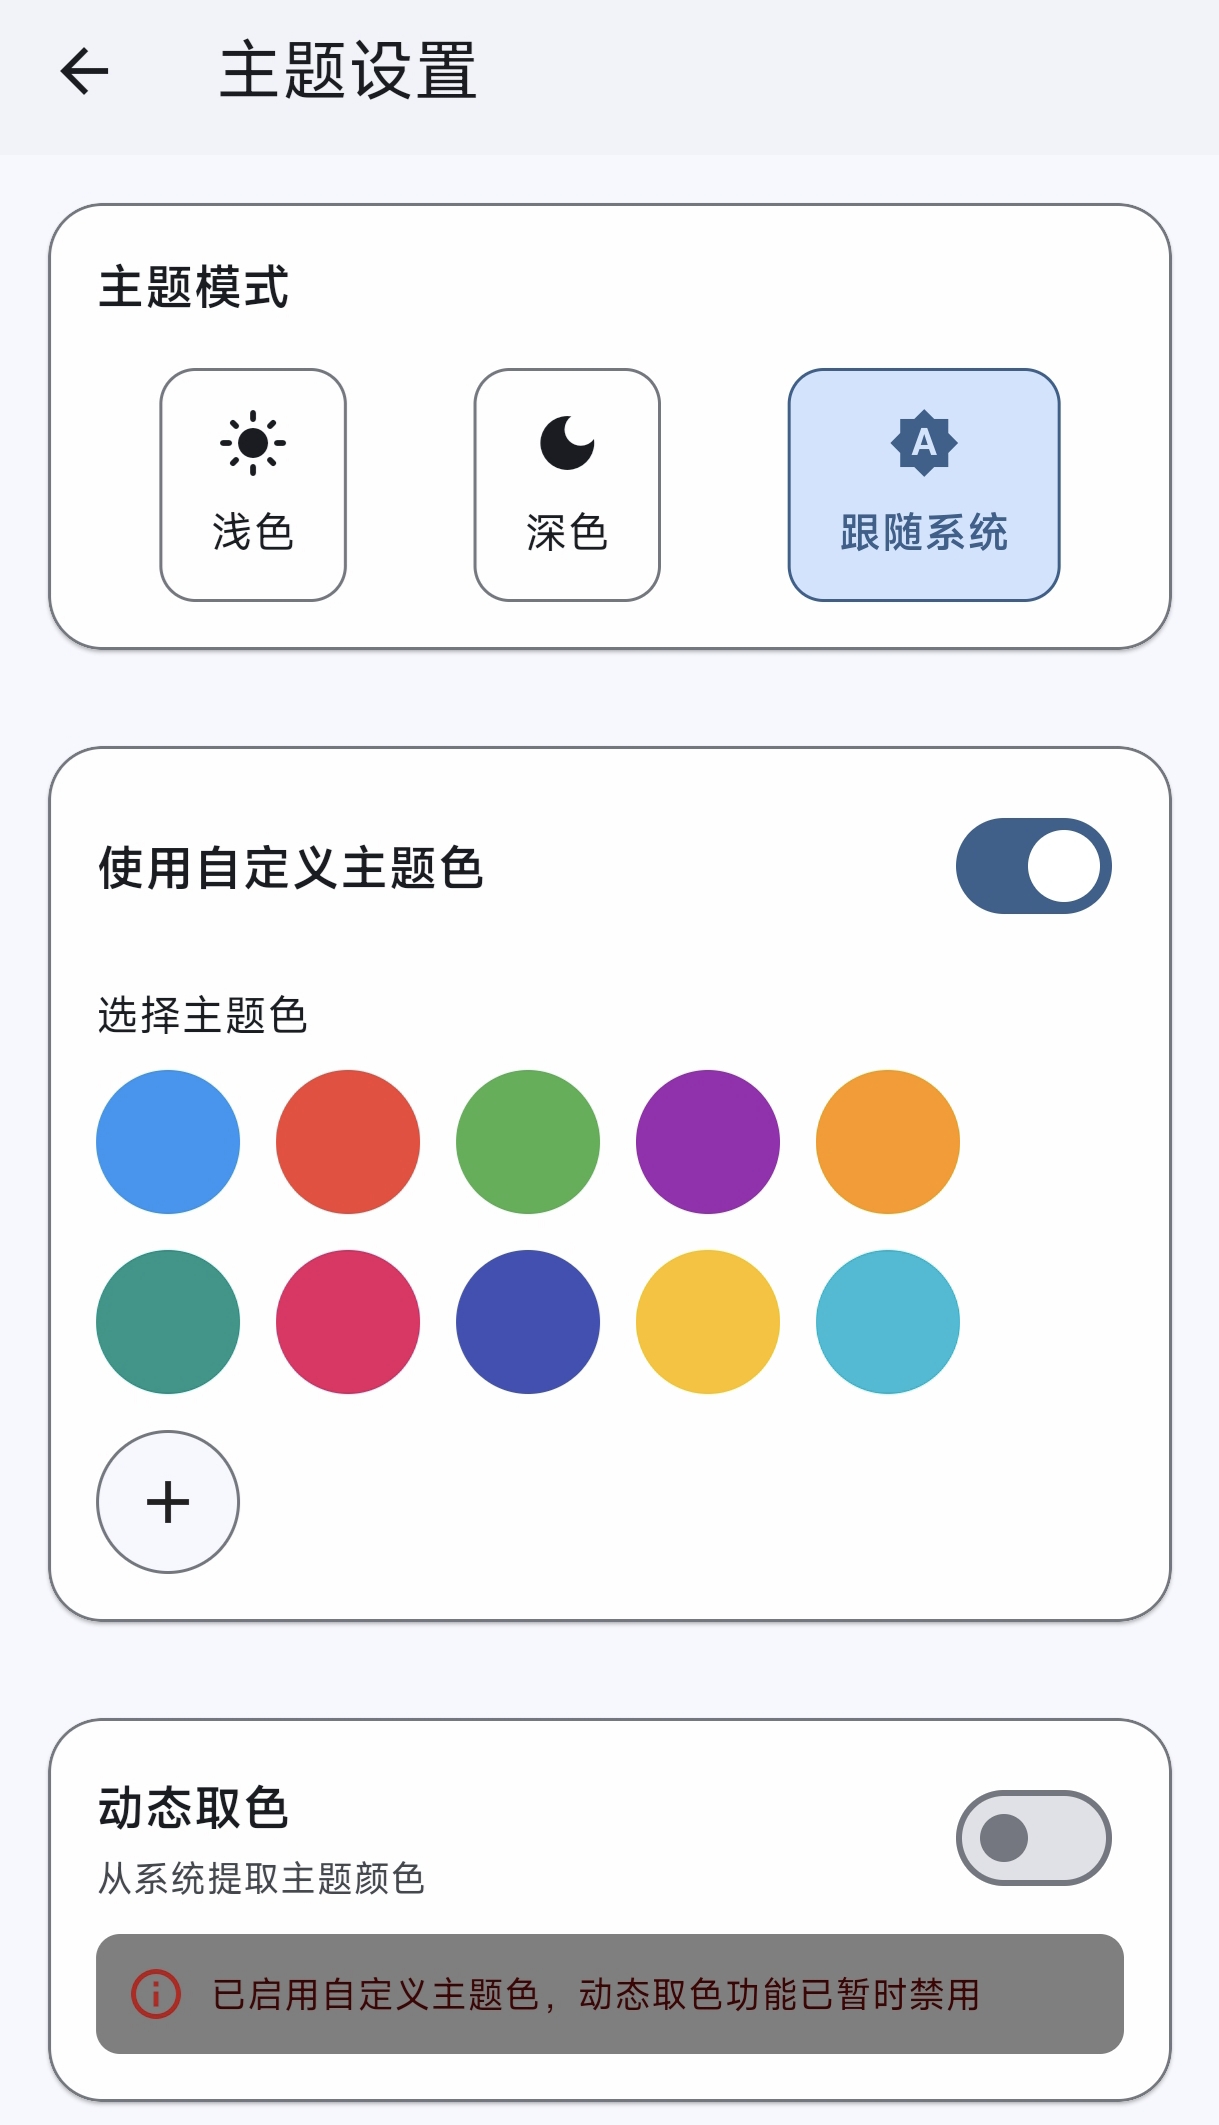 主题设置
主题模式
浅色
深色
A
跟随系统
使用自定义主题色
选择主题色
动态取色
从系统提取主题颜色
已启用自定义主题色，动态取色功能已暂时禁用